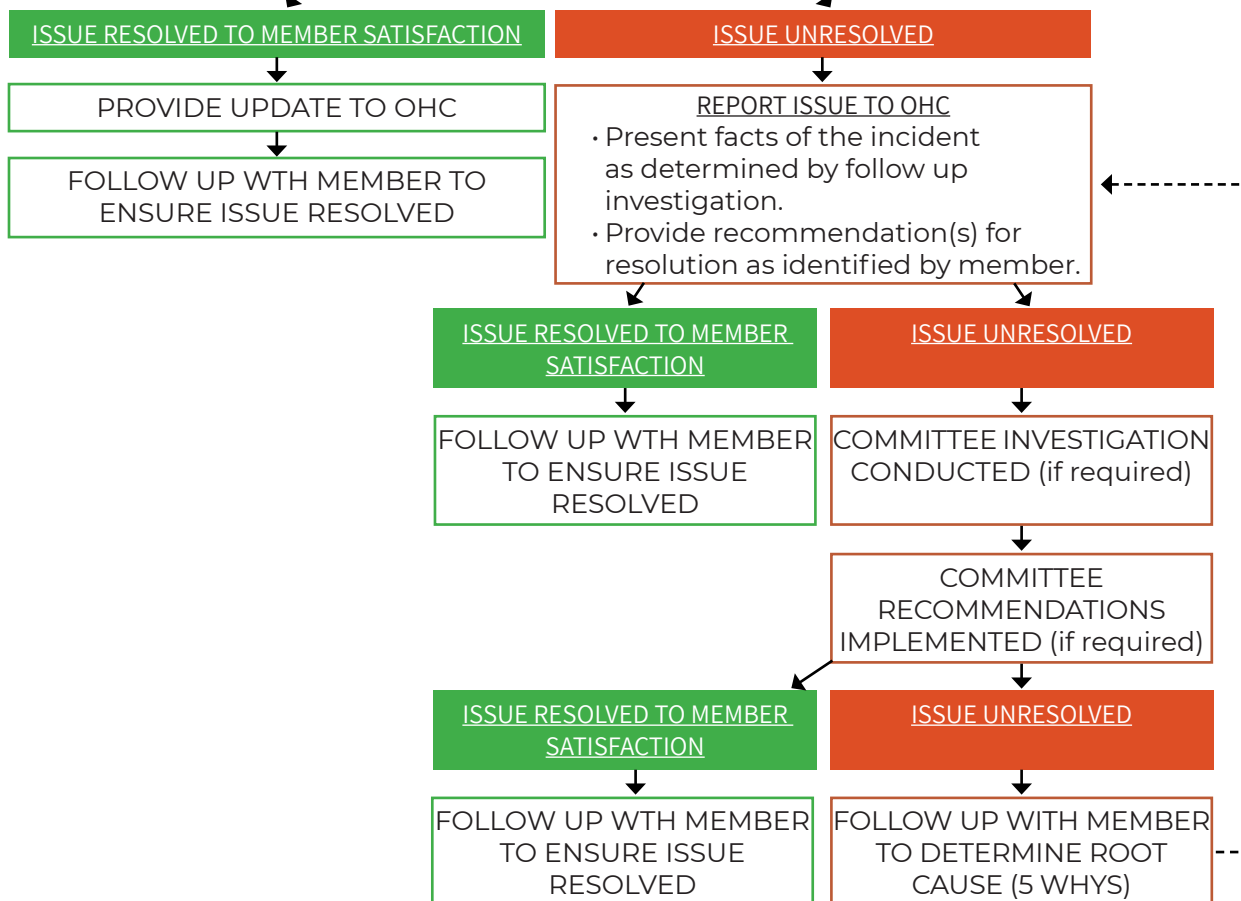 ISSUE RESOLVED TO MEMBER SATISFACTION
ISSUE UNRESOLVED
PROVIDE UPDATE TO OHC
FOLLOW UP WTH MEMBER TO
ENSURE ISSUE RESOLVED
REPORT ISSUE TO OHC
· Present facts of the incident
as determined by follow up
investigation.
· Provide recommendation(s) for
resolution as identified by member.
ISSUE RESOLVED TO MEMBER
SATISFACTION
ISSUE UNRESOLVED
FOLLOW UP WTH MEMBER
TO ENSURE ISSUE
RESOLVED
COMMITTEE INVESTIGATION
CONDUCTED (if required)
COMMITTEE
RECOMMENDATIONS
IMPLEMENTED (if required)
ISSUE RESOLVED TO MEMBER
SATISFACTION
ISSUE UNRESOLVED
FOLLOW UP WTH MEMBER
TO ENSURE ISSUE
RESOLVED
FOLLOW UP WITH MEMBER
TO DETERMINE ROOT
CAUSE (5 WHYS)